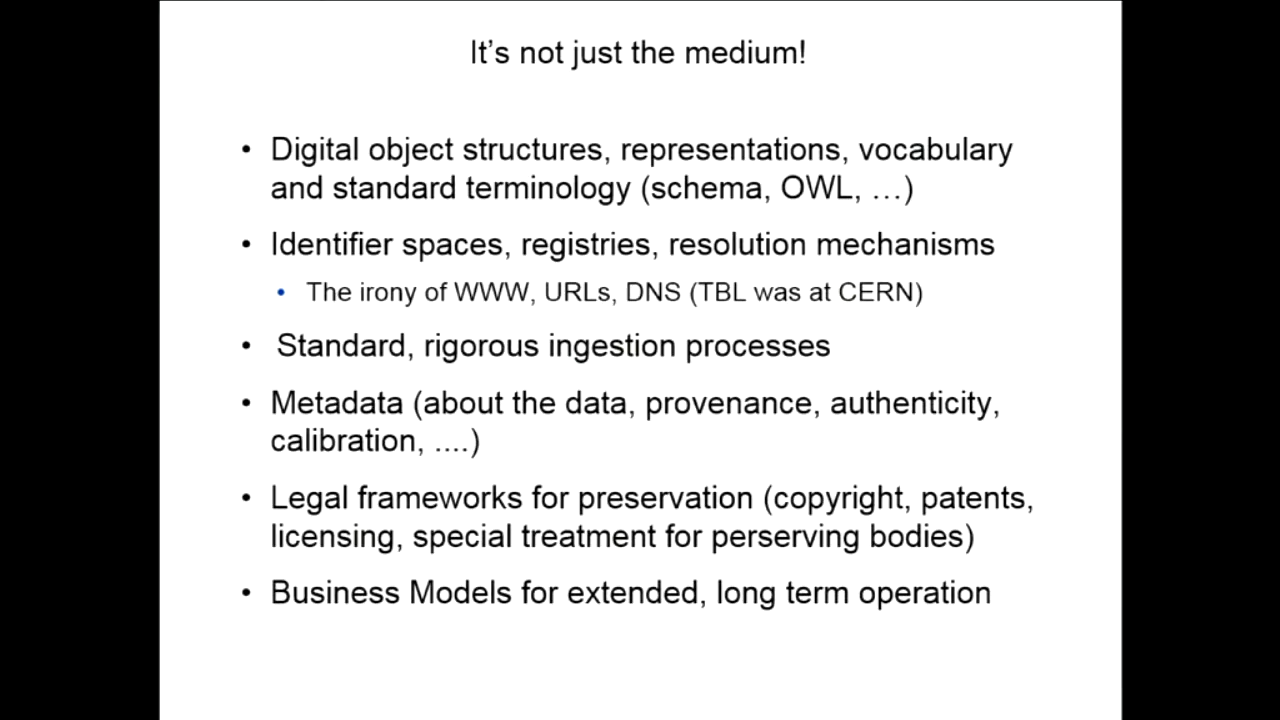 It’s not just the medium!
• Digital object structures, representations, vocabulary
and standard terminology (schema, OWL, …)
• Identifier spaces, registries, resolution mechanisms
• The irony of WWW, URLs, DNS (TBL was at CERN)
• Standard, rigorous ingestion processes
• Metadata (about the data, provenance, authenticity,
calibration, ....)
• Legal frameworks for preservation (copyright, patents,
licensing, special treatment for perserving bodies)
• Business Models for extended, long term operation